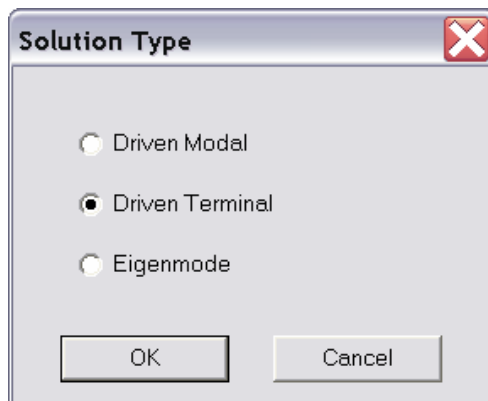 Solution Type
Driven Modal
Driven Terminal
Eigenmode
OK Cancel